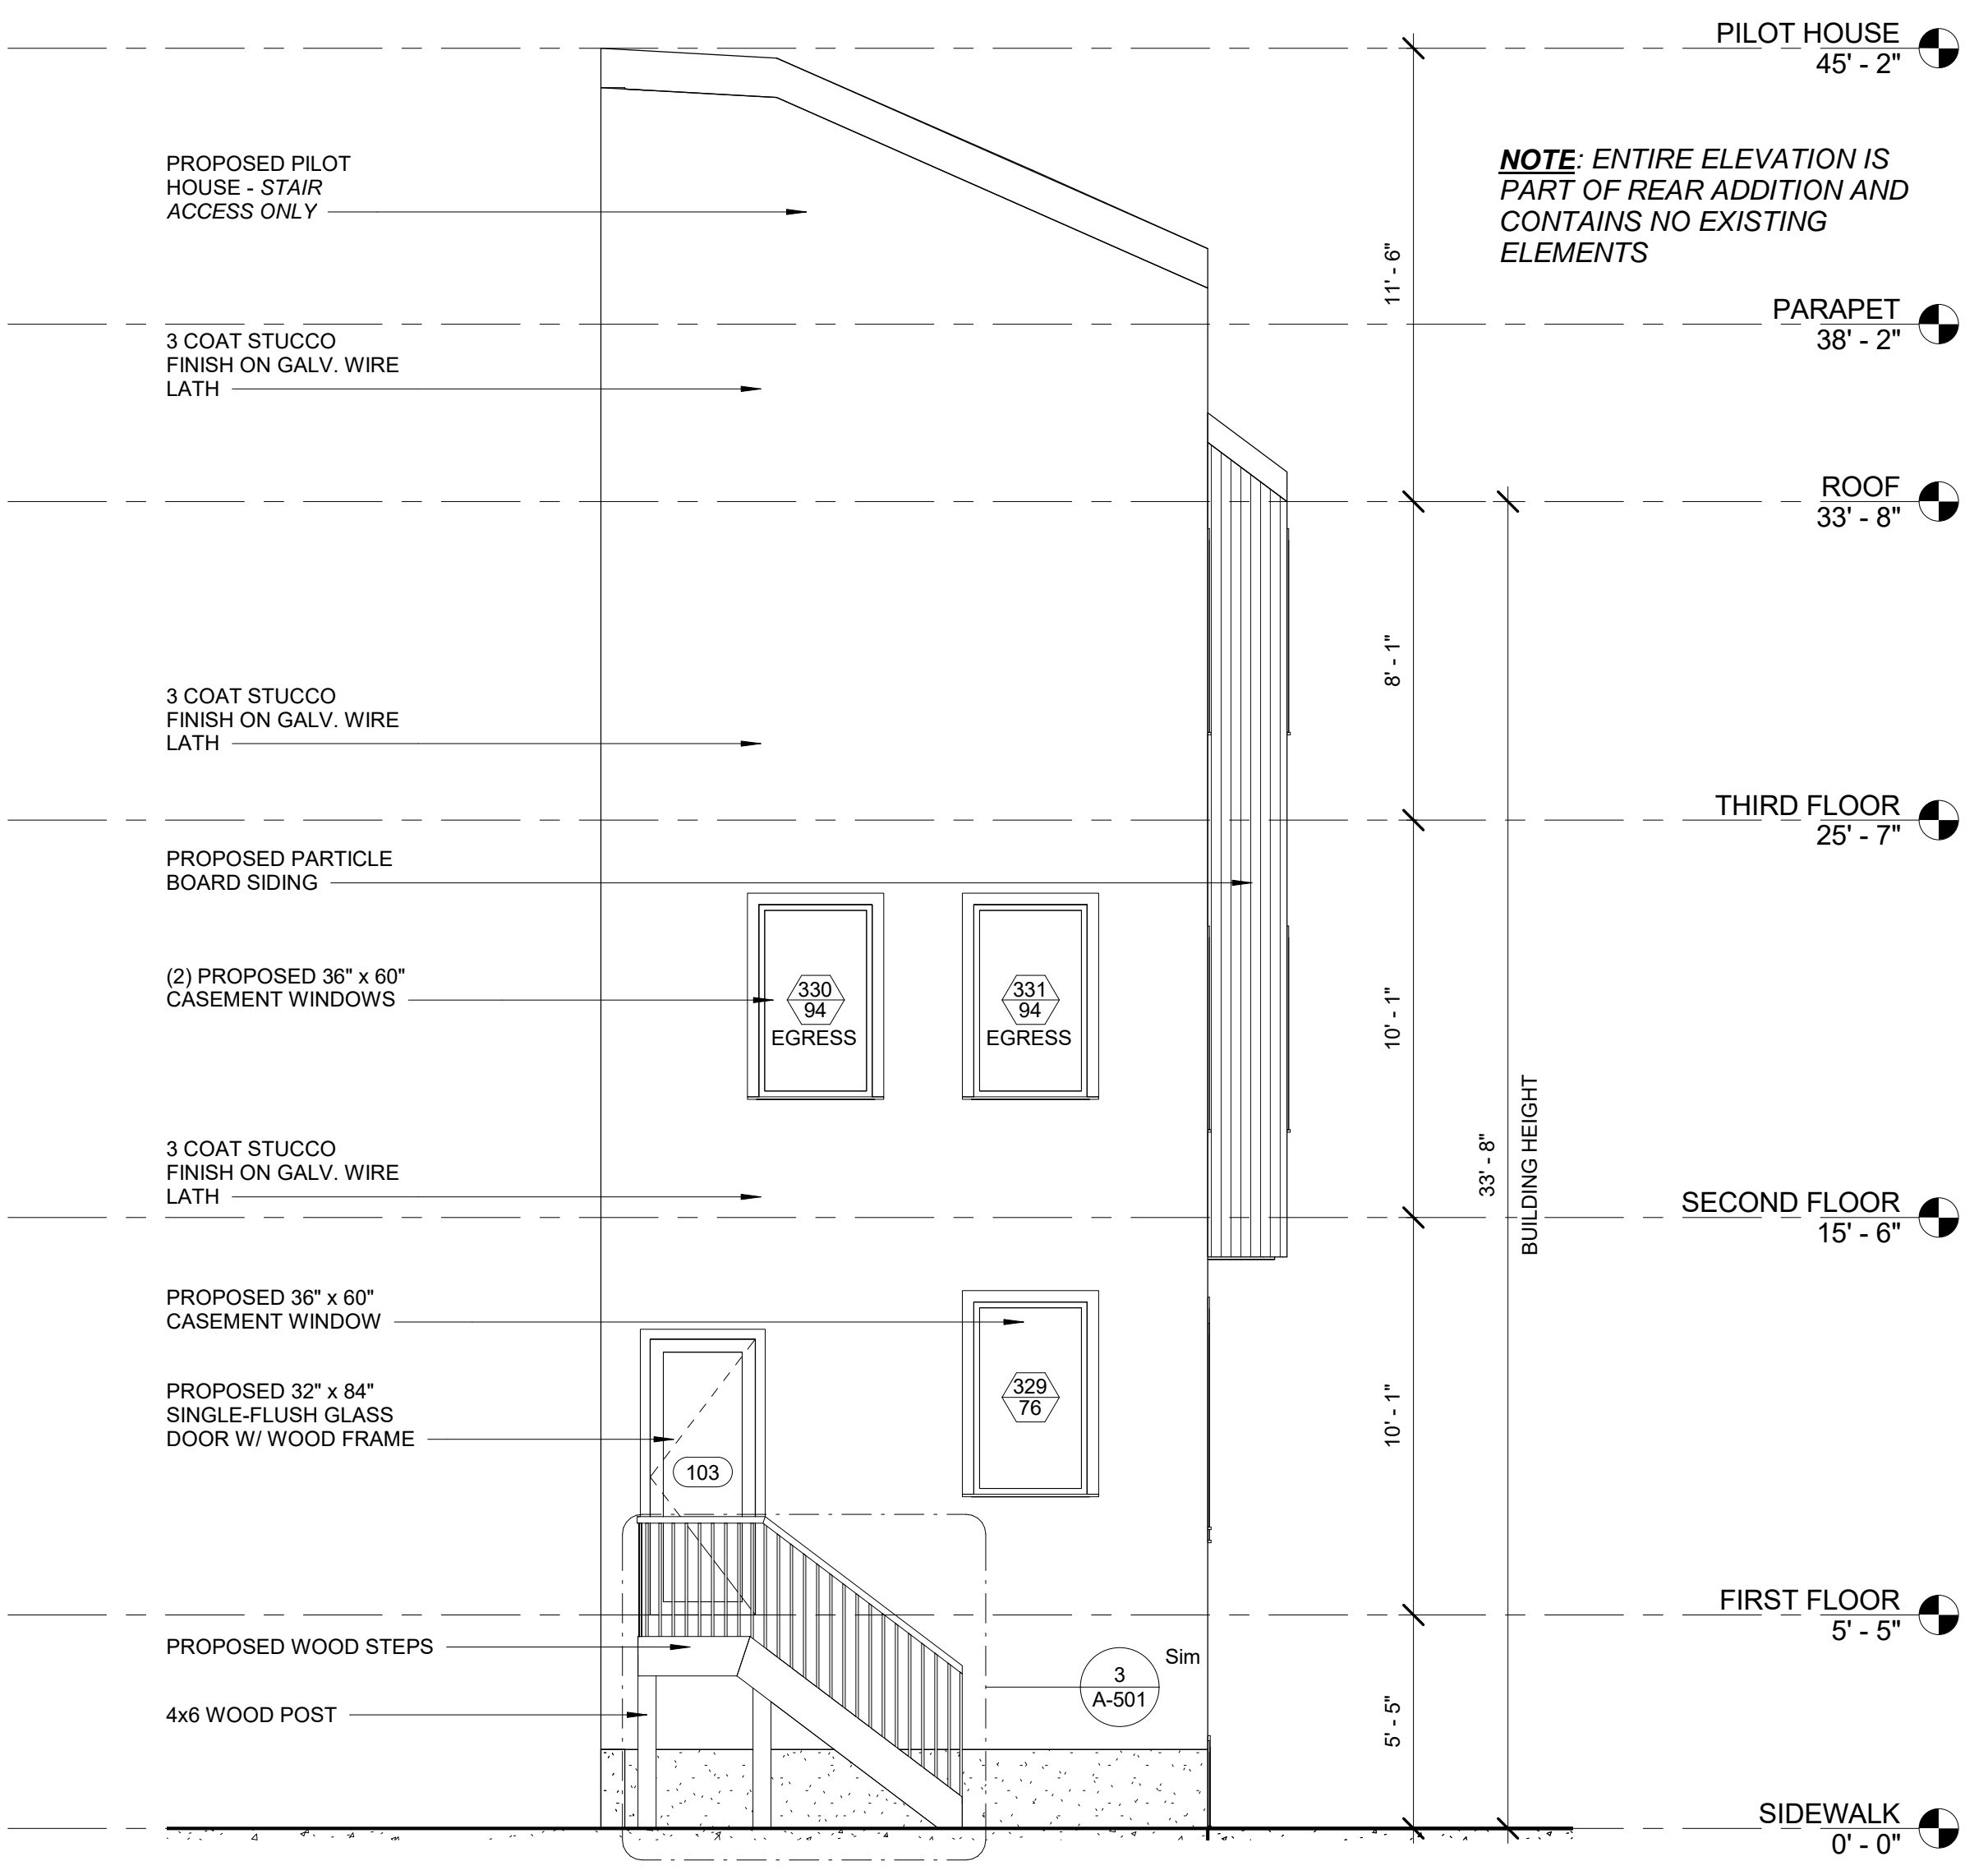 PILOT HOUSE
45' - 2"
PROPOSED PILOT
HOUSE - STAIR
ACCESS ONLY
NOTE: ENTIRE ELEVATION IS
PART OF REAR ADDITION AND
CONTAINS NO EXISTING
ELEMENTS
11' - 6"
PARAPET
38' - 2"
3 COAT STUCCO
FINISH ON GALV. WIRE
LATH
ROOF
33' - 8"
8' - 1"
3 COAT STUCCO
FINISH ON GALV. WIRE
LATH
THIRD FLOOR
25' - 7"
PROPOSED PARTICLE
BOARD SIDING
(2) PROPOSED 36" x 60"
CASEMENT WINDOWS
330
94
EGRESS
331
94
EGRESS
10' - 1"
3 COAT STUCCO
FINISH ON GALV. WIRE
LATH
33' - 8"
BUILDING HEIGHT
SECOND FLOOR
15' - 6"
PROPOSED 36" x 60"
CASEMENT WINDOW
329
76
PROPOSED 32" x 84"
SINGLE-FLUSH GLASS
DOOR W/ WOOD FRAME
103
10' - 1"
FIRST FLOOR
5' - 5"
PROPOSED WOOD STEPS
Sim
3
A-501
4x6 WOOD POST
5' - 5"
SIDEWALK
0' - 0"